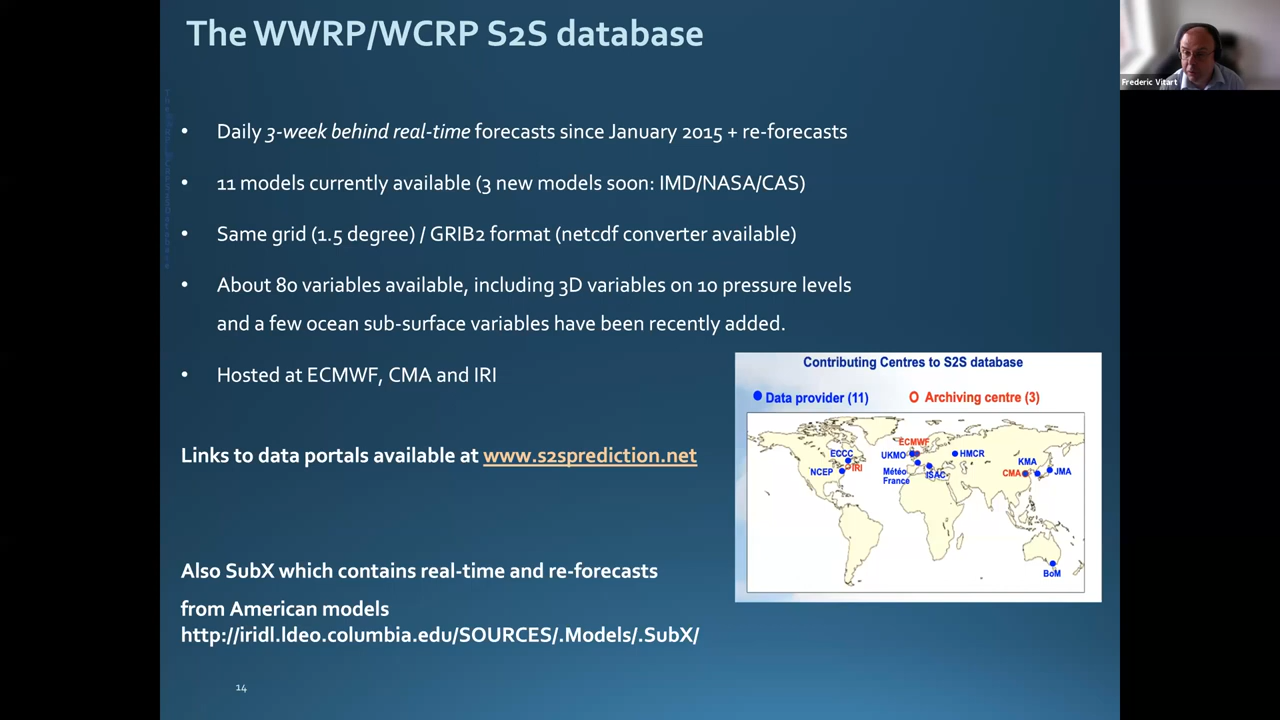 The WWRP/WCRP S2S database
Frederic Vitart
• Daily 3-week behind real-time forecasts since January 2015 + re-forecasts
• 11 models currently available (3 new models soon: IMD/NASA/CAS)
• Same grid (1.5 degree) / GRIB2 format (netcdf converter available)
• About 80 variables available, including 3D variables on 10 pressure levels
and a few ocean sub-surface variables have been recently added.
• Hosted at ECMWF, CMA and IRI
Links to data portals available at www.s2sprediction.net
Also SubX which contains real-time and re-forecasts
from American models
http://iridl.ldeo.columbia.edu/SOURCES/.Models/.SubX/
Contributing Centres to S2S database
Data provider (11) Archiving centre (3)
ECMWF
ECCC UKMO HMCR
KMA
NCEP IRI Météo ISAC CMA JMA
France
BoM
14